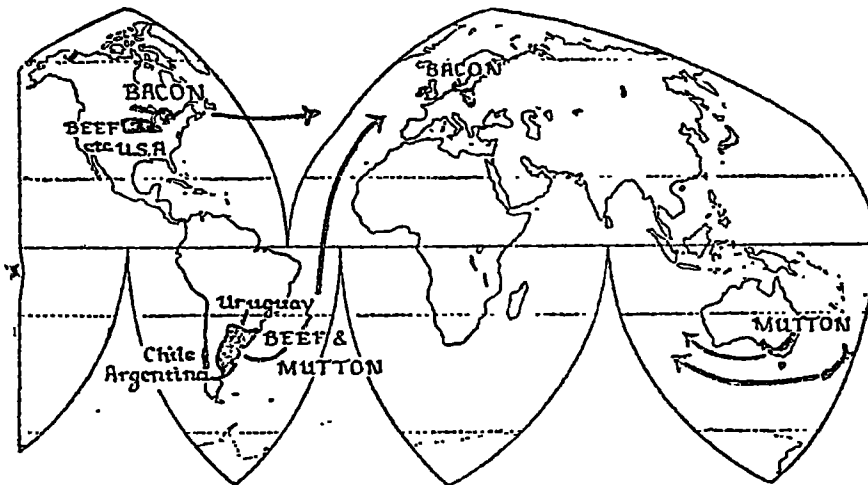 BACON
BEEF
etc U.S.A
BACON
Uruguay
BEEF &
MUTTON
Chile
Argentina
MUTTON